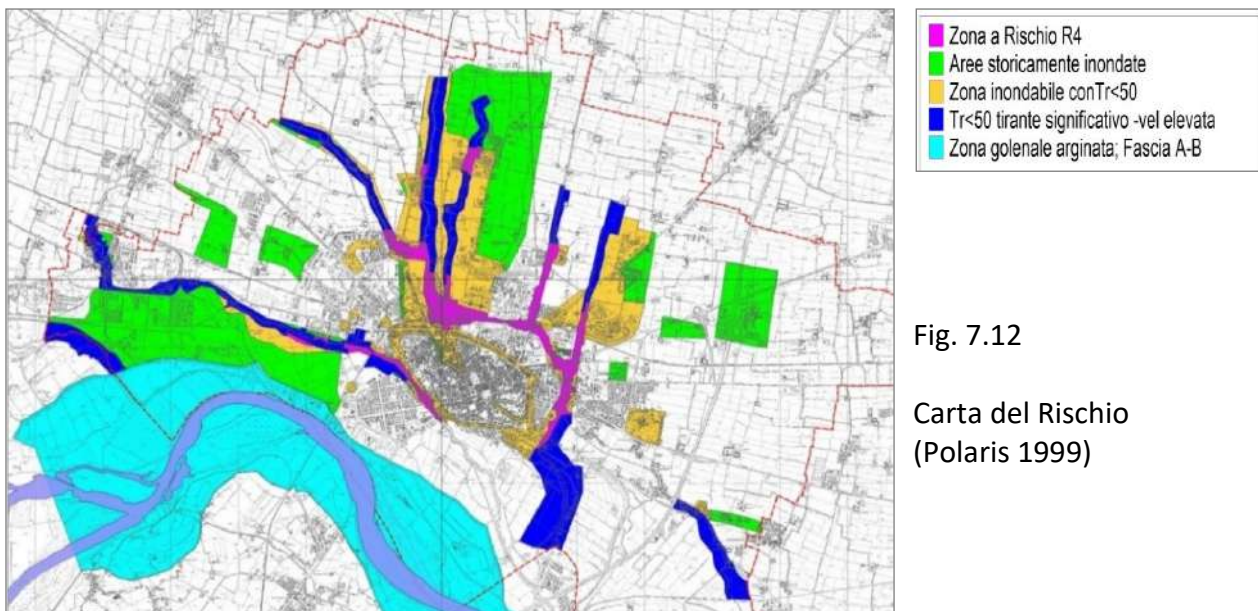 Zona a Rischio R4
Aree storicamente inondate
Zona inondabile conTr<50
Tr<50 tirante significativo -vel elevata
Zona golenale arginata; Fascia A-B
Fig. 7.12
Carta del Rischio
(Polaris 1999)